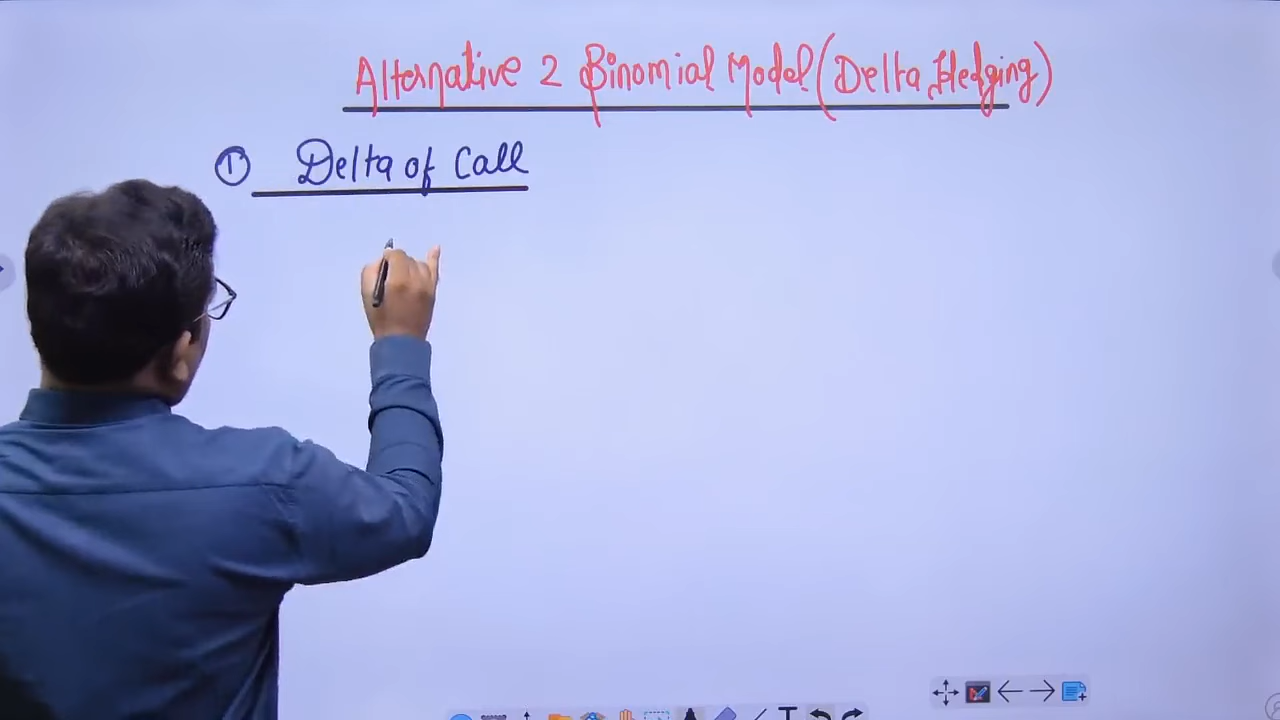 Alternative 2 Binomial Model (Delta Hedging)
① Delta of Call